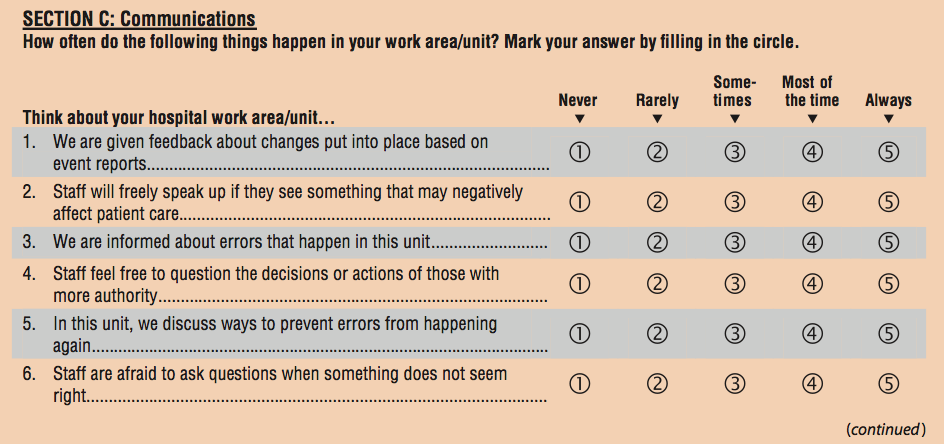 SECTION C: Communications
How often do the following things happen in your work area/unit? Mark your answer by filling in the circle.
Some- Most of
Never Rarely times the time Always
Think about your hospital work area/unit… ▼ ▼ ▼ ▼ ▼
1. We are given feedback about changes put into place based on
event reports ① ② ③ ④ ⑤
2. Staff will freely speak up if they see something that may negatively
affect patient care ① ② ③ ④ ⑤
3. We are informed about errors that happen in this unit ① ② ③ ④ ⑤
4. Staff feel free to question the decisions or actions of those with
more authority ① ② ③ ④ ⑤
5. In this unit, we discuss ways to prevent errors from happening
again ① ② ③ ④ ⑤
6. Staff are afraid to ask questions when something does not seem
right ① ② ③ ④ ⑤
(continued)